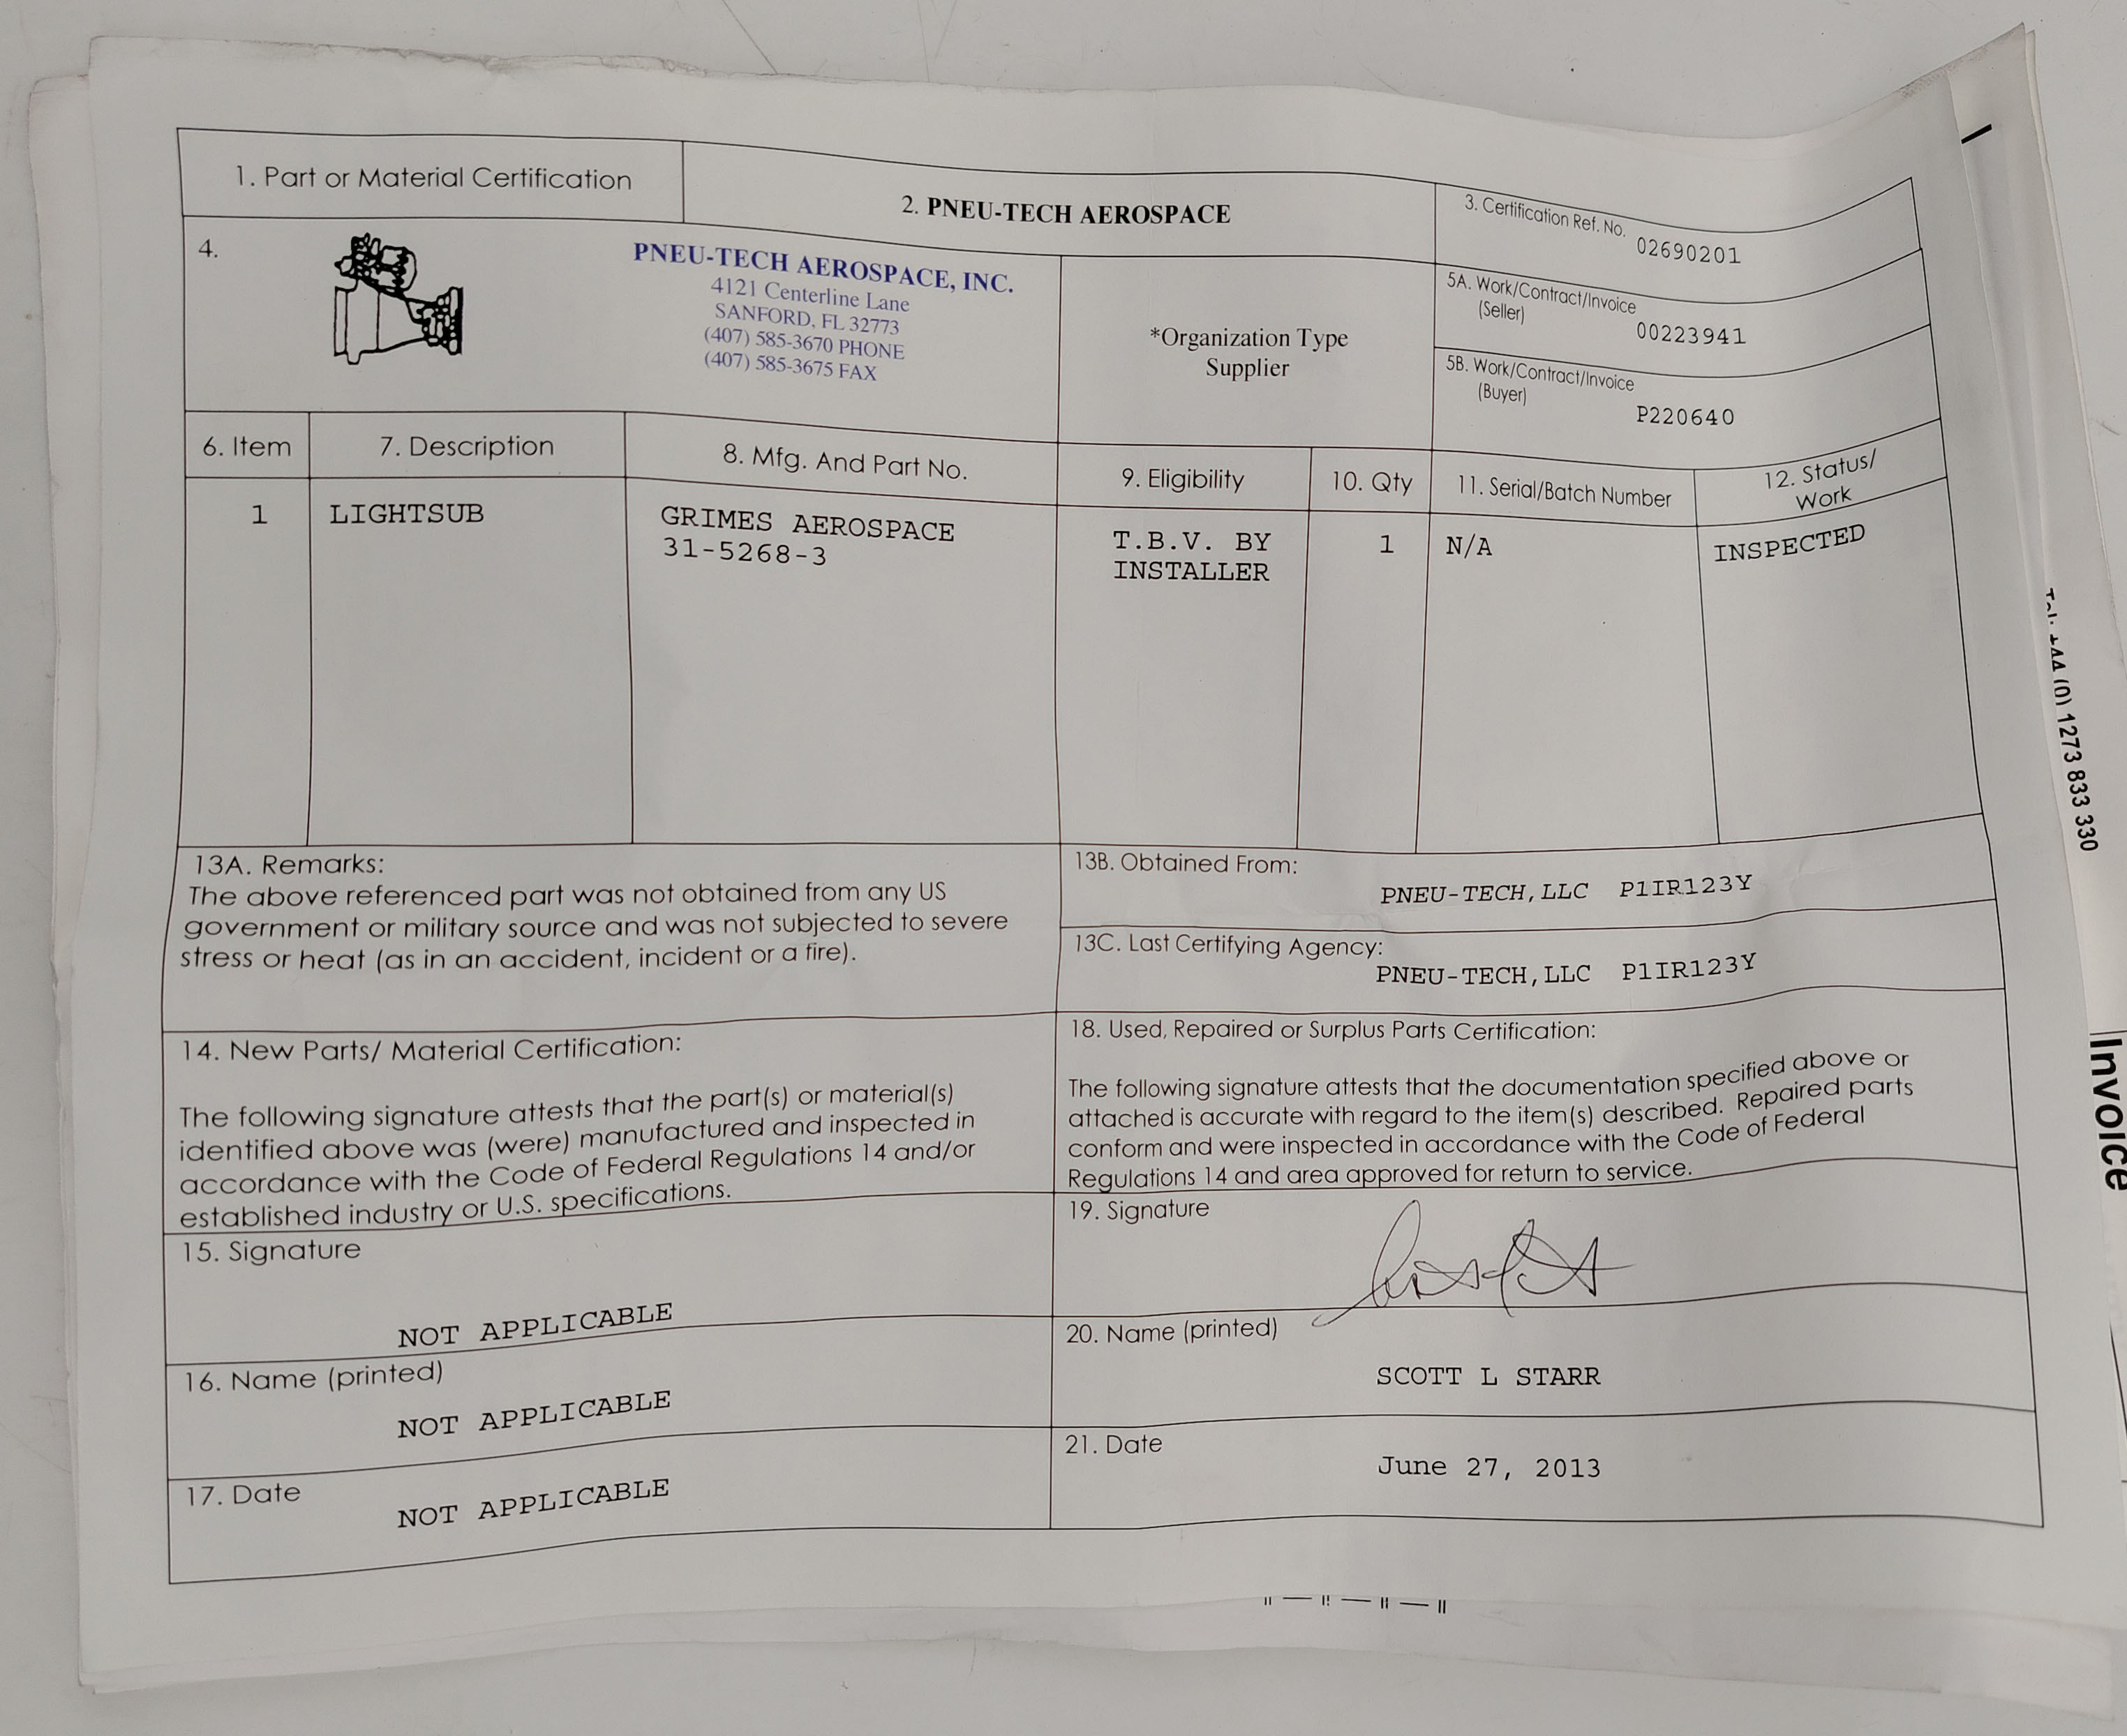 1. Part or Material Certification
2. PNEU-TECH AEROSPACE
3. Certification Ref. No.
02690201
4.
PNEU-TECH AEROSPACE, INC.
4121 Centerline Lane
SANFORD, FL 32773
(407) 585-3670 PHONE
(407) 585-3675 FAX
*Organization Type
Supplier
5A. Work/Contract/Invoice
(Seller)
00223941
5B. Work/Contract/Invoice
(Buyer)
P220640
6. Item
7. Description
8. Mfg. And Part No.
9. Eligibility
10. Qty
11. Serial/Batch Number
12. Status/
Work
1
LIGHTSUB
GRIMES AEROSPACE
31-5268-3
T.B.V. BY
INSTALLER
1
N/A
INSPECTED
13A. Remarks:
The above referenced part was not obtained from any US
government or military source and was not subjected to severe
stress or heat (as in an accident, incident or a fire).
13B. Obtained From:
PNEU-TECH,LLC P1IR123Y
13C. Last Certifying Agency:
PNEU-TECH,LLC P1IR123Y
14. New Parts/ Material Certification:
The following signature attests that the part(s) or material(s)
identified above was (were) manufactured and inspected in
accordance with the Code of Federal Regulations 14 and/or
established industry or U.S. specifications.
15. Signature
NOT APPLICABLE
16. Name (printed)
NOT APPLICABLE
17. Date
NOT APPLICABLE
18. Used, Repaired or Surplus Parts Certification:
The following signature attests that the documentation specified above or
attached is accurate with regard to the item(s) described. Repaired parts
conform and were inspected in accordance with the Code of Federal
Regulations 14 and area approved for return to service.
19. Signature
20. Name (printed)
SCOTT L STARR
21. Date
June 27, 2013
(0) 1273 833 330
Invoice